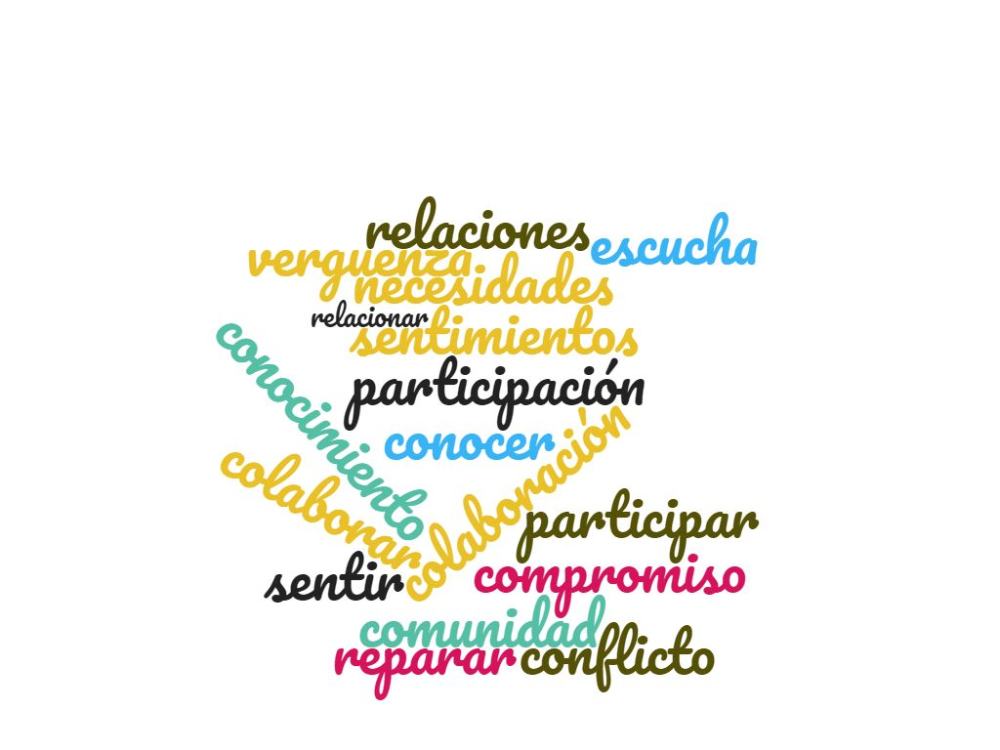 relaciones
escucha
verguenza
necesidades
relacionar
sentimientos
conocimiento
participación
conocer
colaboración
colaborar
participar
sentir
compromiso
comunidad
reparar
conflicto